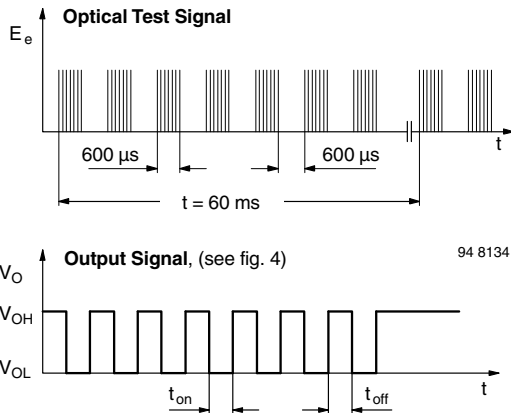 Optical Test Signal
E e
600 µs
600 µs
t
t = 60 ms
Output Signal, (see fig. 4)
94 8134
VO
VOH
VOL
t
ton
toff